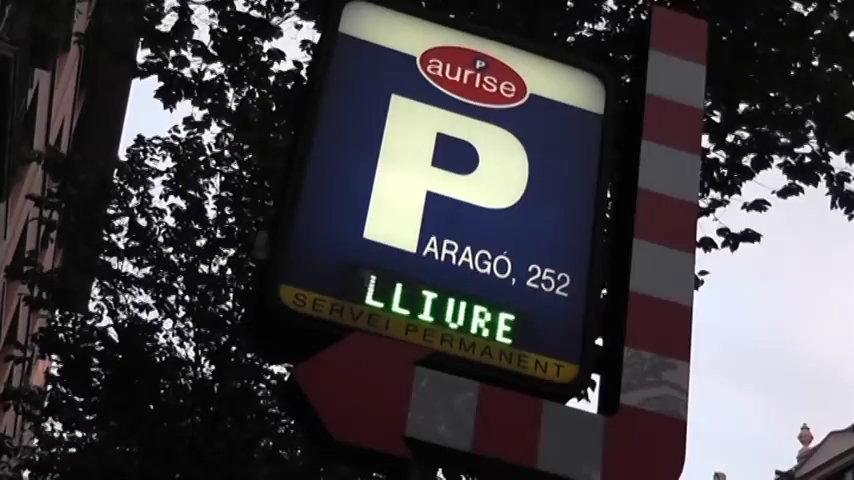 P
aurise
P
ARAGÓ, 252
LLIURE
SERVEI PERMANENT